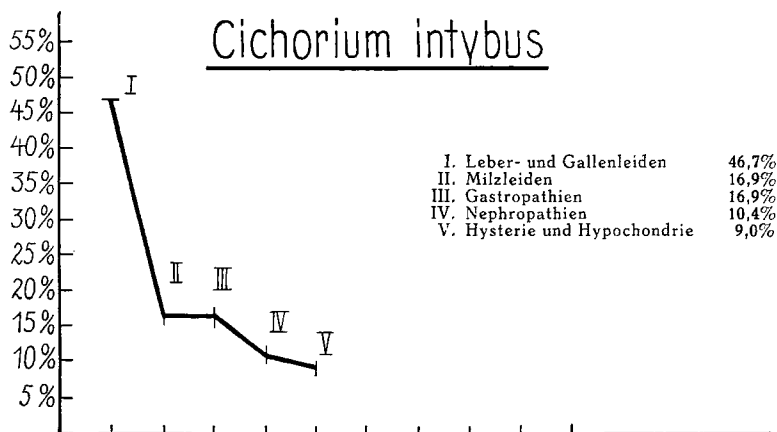 Cichorium intybus
55%
50%
45%
40%
35%
30%
25%
20%
15%
10%
5%
I
II
III
IV
V
I. Leber- und Gallenleiden 46,7%
II. Milzleiden 16,9%
III. Gastropathien 16,9%
IV. Nephropathien 10,4%
V. Hysterie und Hypochondrie 9,0%